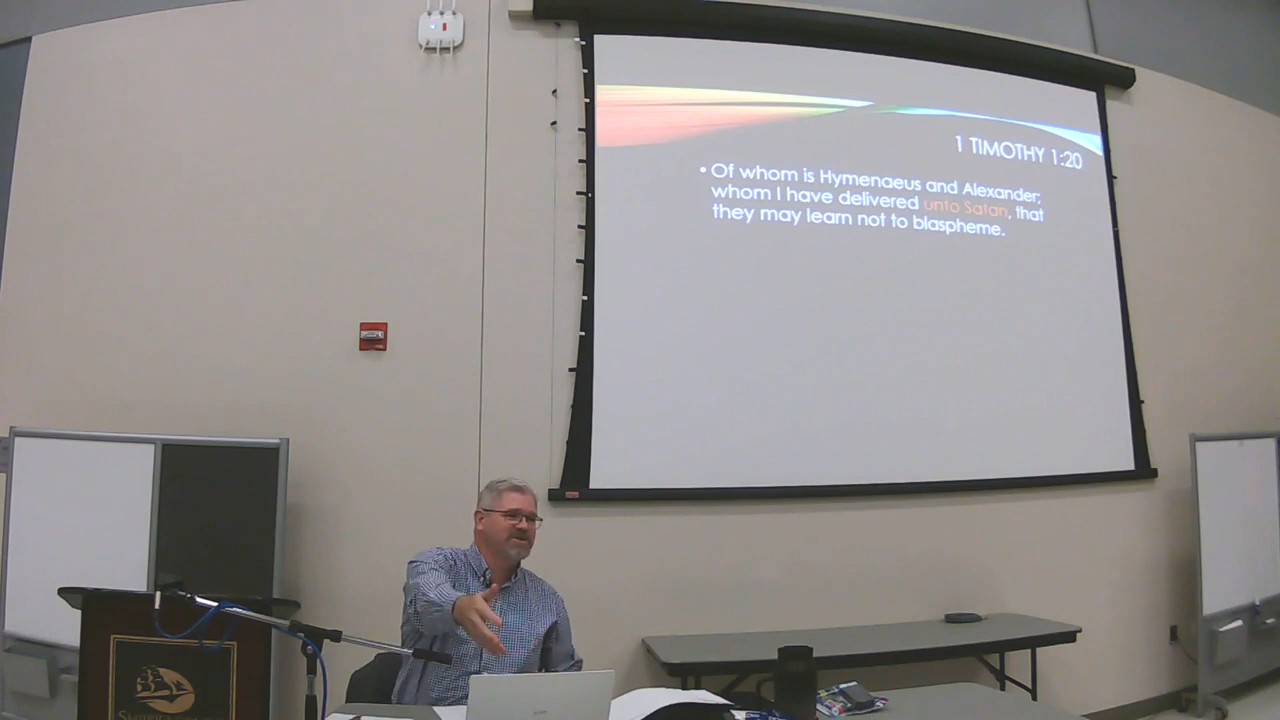 1 TIMOTHY 1:20
• Of whom is Hymenaeus and Alexander;
whom I have delivered unto Satan, that
they may learn not to blaspheme.